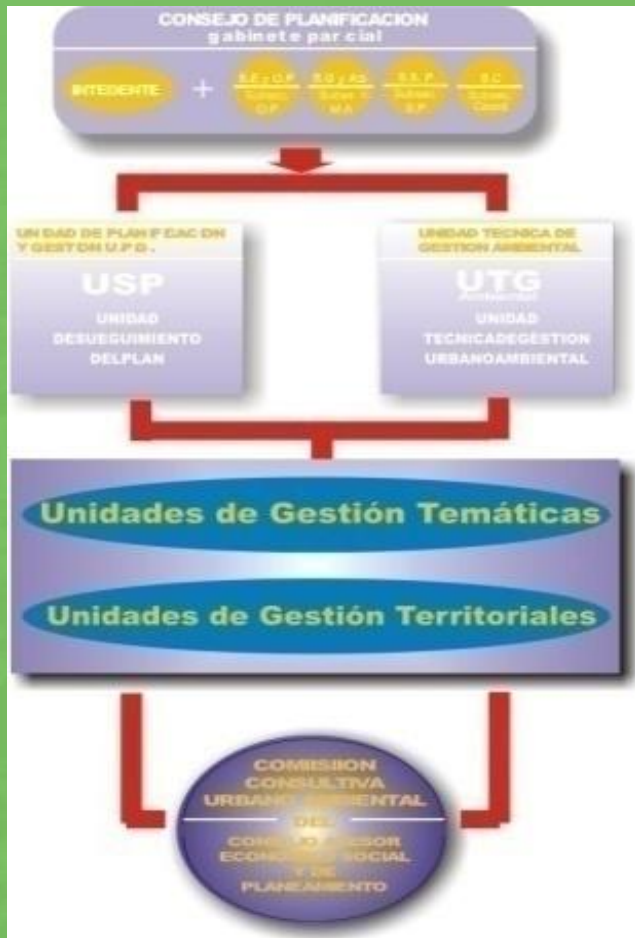 CONSEJO DE PLANIFICACION
gabinete parcial
INTEDENTE + S.E y O.P S.G y A.S S.S. P S.C
O.P M.A S.P
UNIDAD DE PLANIFICACION
Y GESTION U.P.G.
USP
UNIDAD
DESUEGUIMIENTO
DELPLAN
UNIDAD TECNICA DE
GESTION AMBIENTAL
UTG
Ambiental
UNIDAD
TECNICADEGESTION
URBANOAMBIENTAL
Unidades de Gestión Temáticas
Unidades de Gestión Territoriales
COMIISIION
CONSULTIVA
URBANO AMBIENTAL
DEL
CONSEJO ASESOR
ECONOMICO SOCIAL
Y DE
PLANEAMIENTO